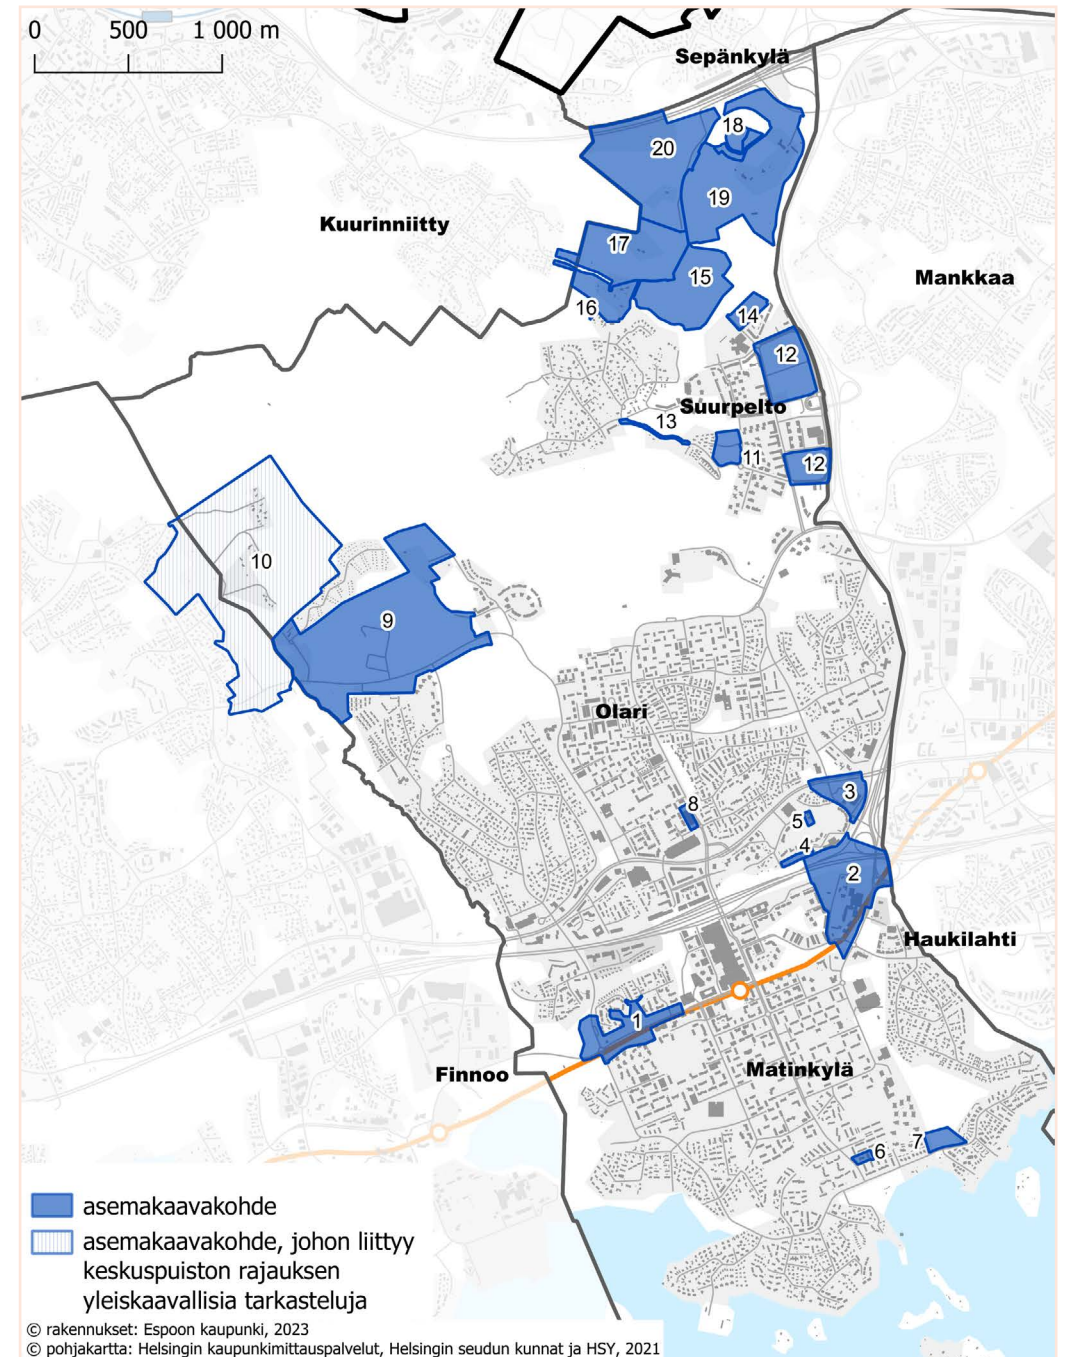 0 500 1 000 m
Sepänkylä
18
20
19
Kuurinniitty
17
15
Mankkaa
16
14
12
Suurpelto
13
11
12
10
9
Olari
3
8
5
4
2
Haukilahti
1
Finnoo
Matinkylä
7
6
asemakaavakohde
asemakaavakohde, johon liittyy
keskuspuiston rajauksen
yleiskaavallisia tarkasteluja
© rakennukset: Espoon kaupunki, 2023
© pohjakartta: Helsingin kaupunkimittauspalvelut, Helsingin seudun kunnat ja HSY, 2021